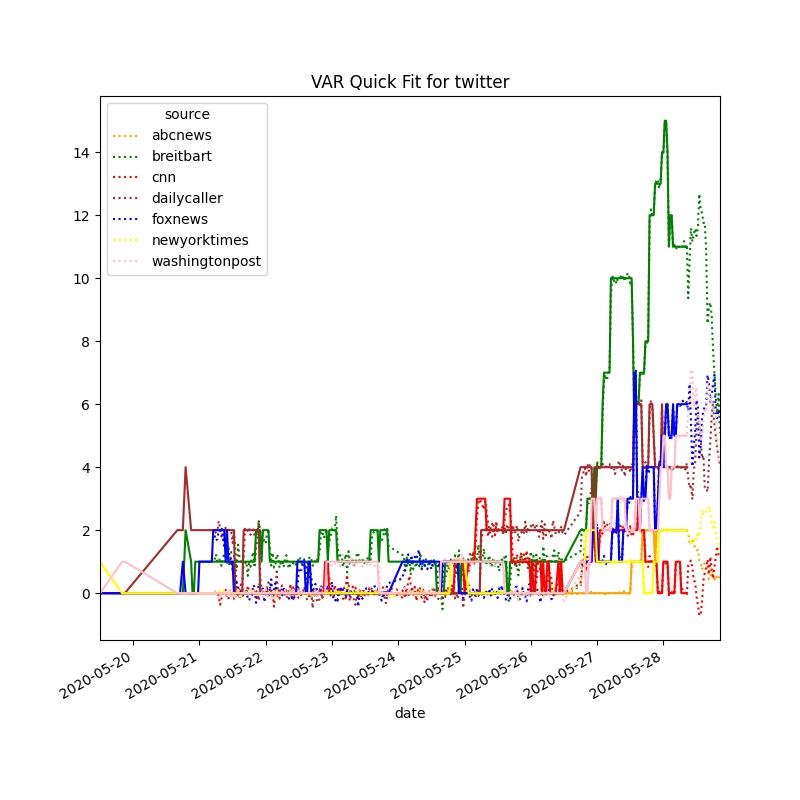 VAR Quick Fit for twitter
source
abcnews
breitbart
cnn
dailycaller
foxnews
newyorktimes
washingtonpost
14
12
10
8
6
4
2
0
2020-05-20 2020-05-21 2020-05-22 2020-05-23 2020-05-24 2020-05-25 2020-05-26 2020-05-27 2020-05-28
date